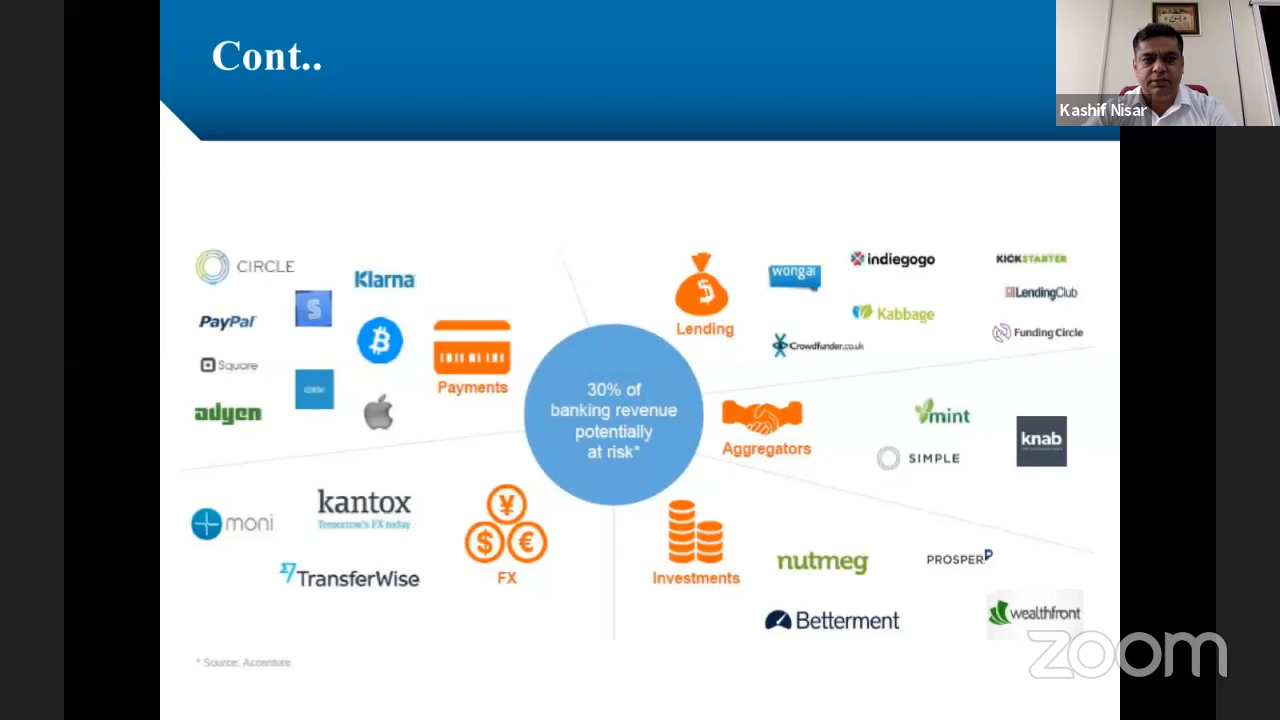 Cont..
Kashif Nisar
CIRCLE
Klarna
S
PayPal
Square
adyen
Payments
30% of
banking revenue
potentially
at risk*
Lending
wonga
indiegogo
KICKSTARTER
LendingClub
Kabbage
Funding Circle
Crowdfunder.co.uk
Aggregators
mint
SIMPLE
knab
moni
kantox
Tomorrow's FX today
TransferWise
¥
$
€
FX
Investments
nutmeg
PROSPER
Betterment
wealthfront
* Source: Accenture
zoom